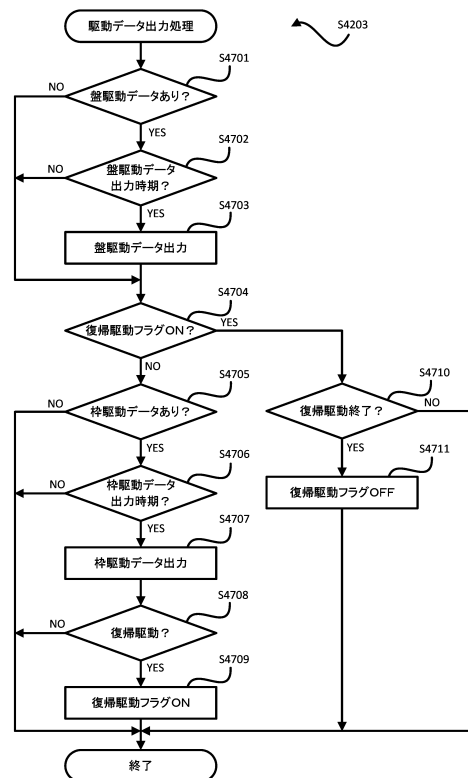 駆動データ出力処理
S4203
S4701
盤駆動データあり？
NO
YES
S4702
盤駆動データ
出力時期？
NO
YES
S4703
盤駆動データ出力
S4704
復帰駆動フラグON？
YES
NO
S4705
枠駆動データあり？
NO
YES
S4710
復帰駆動終了？
NO
YES
S4706
枠駆動データ
出力時期？
NO
YES
S4711
復帰駆動フラグOFF
S4707
枠駆動データ出力
S4708
復帰駆動？
NO
YES
S4709
復帰駆動フラグON
終了